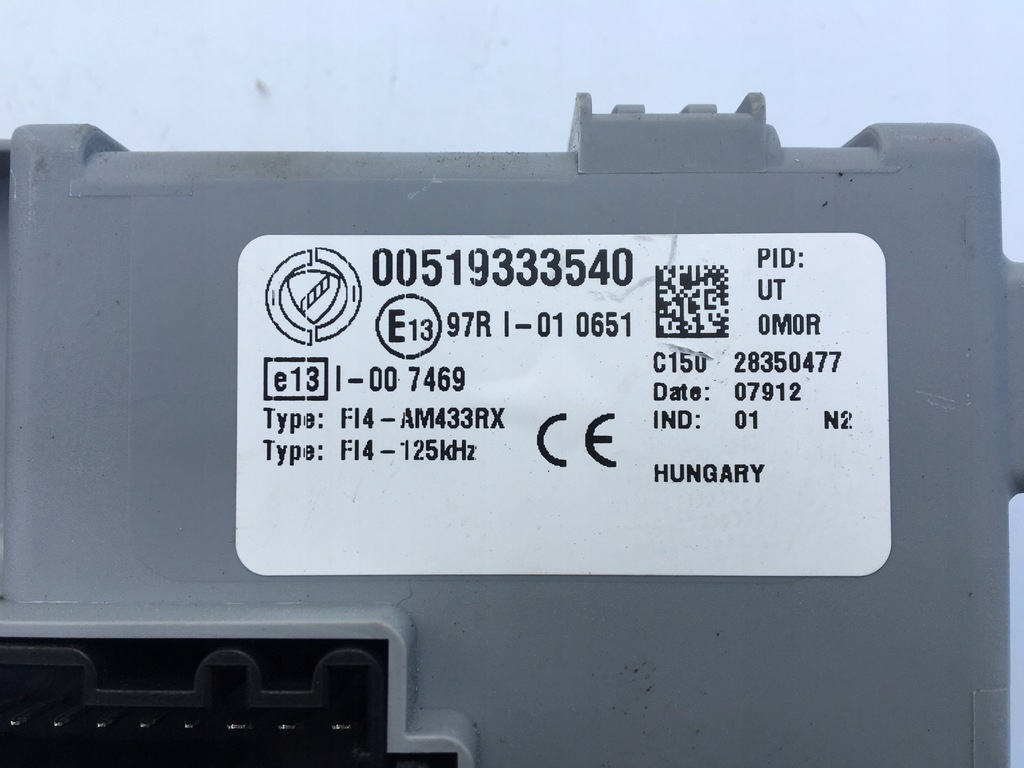 00519333540
E13 97R I-01 0651
e13 I-00 7469
Type: FI4-AM433RX
Type: FI4-125kHz
CE
PID:
UT
0M0R
C150 28350477
Date: 07912
IND: 01 N2
HUNGARY